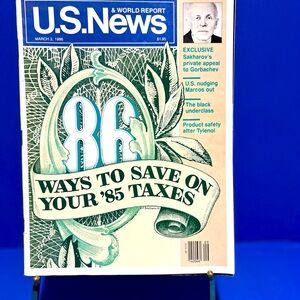 & WORLD REPORT
U.S.News
MARCH 3, 1986
$1.95
EXCLUSIVE
Sakharov's
private appeal
to Gorbachev
U.S. nudging
Marcos out
The black
underclass
Product safety
after Tylenol
86
WAYS TO SAVE ON
YOUR '85 TAXES